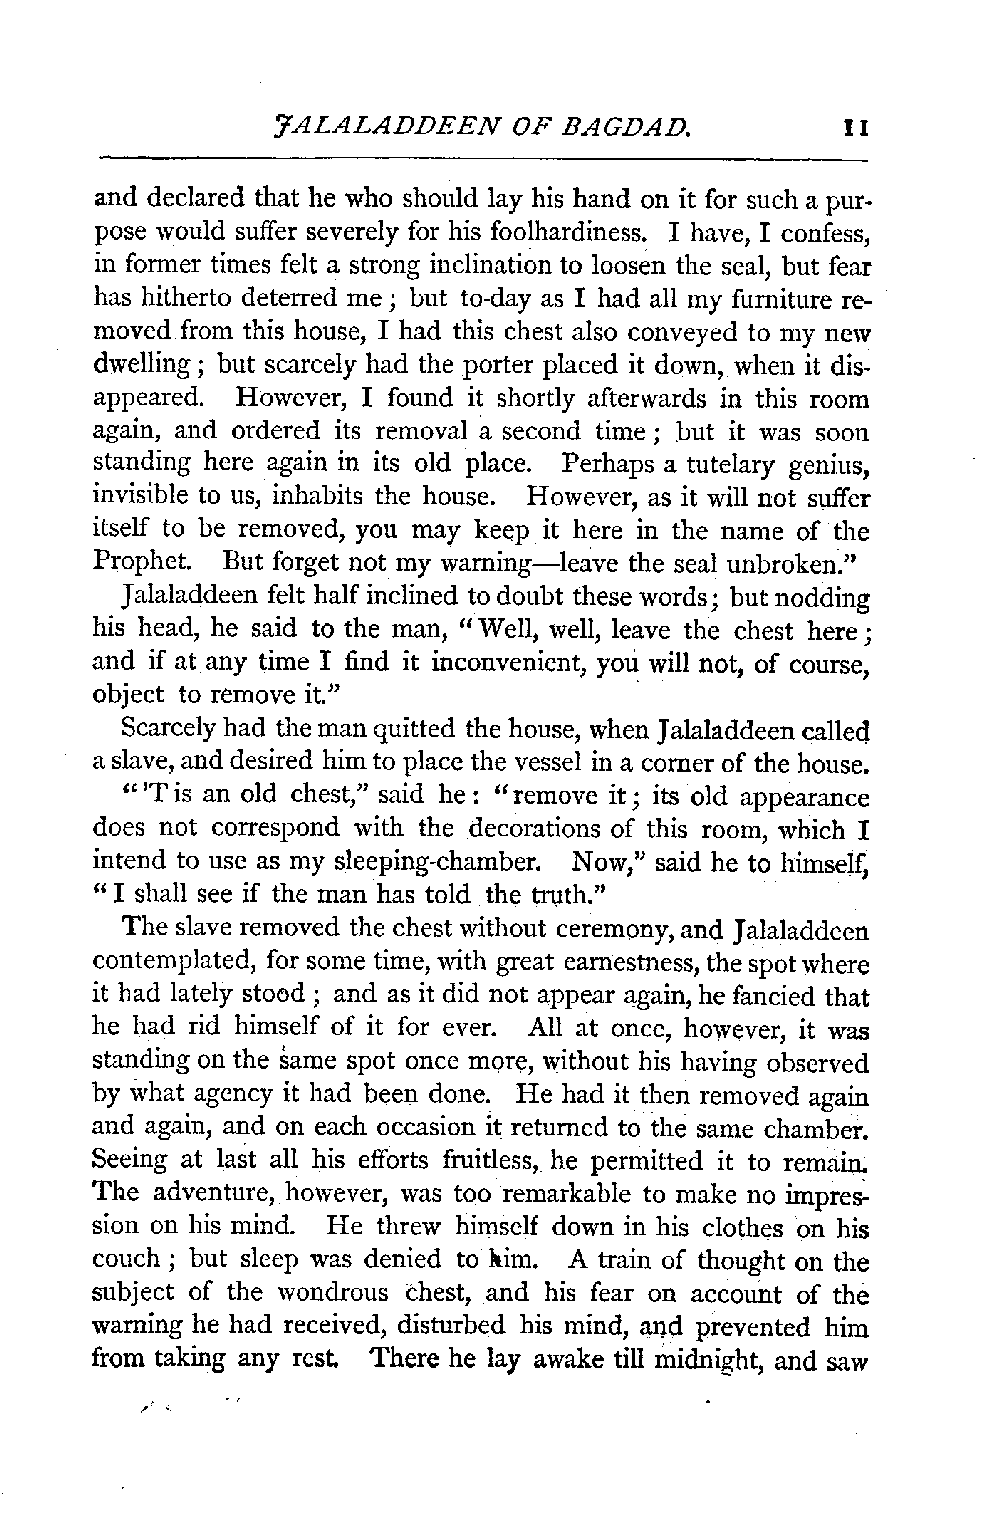 JALALADDEEN OF BAGDAD. 11
and declared that he who should lay his hand on it for such a pur-
pose would suffer severely for his foolhardiness. I have, I confess,
in former times felt a strong inclination to loosen the seal, but fear
has hitherto deterred me; but to-day as I had all my furniture re-
moved from this house, I had this chest also conveyed to my new
dwelling; but scarcely had the porter placed it down, when it dis-
appeared. However, I found it shortly afterwards in this room
again, and ordered its removal a second time; but it was soon
standing here again in its old place. Perhaps a tutelary genius,
invisible to us, inhabits the house. However, as it will not suffer
itself to be removed, you may keep it here in the name of the
Prophet. But forget not my warning—leave the seal unbroken.”
Jalaladdeen felt half inclined to doubt these words; but nodding
his head, he said to the man, “Well, well, leave the chest here;
and if at any time I find it inconvenient, you will not, of course,
object to remove it.”
Scarcely had the man quitted the house, when Jalaladdeen called
a slave, and desired him to place the vessel in a corner of the house.
“'Tis an old chest,” said he: “remove it; its old appearance
does not correspond with the decorations of this room, which I
intend to use as my sleeping-chamber. Now,” said he to himself,
“I shall see if the man has told the truth.”
The slave removed the chest without ceremony, and Jalaladdeen
contemplated, for some time, with great earnestness, the spot where
it had lately stood; and as it did not appear again, he fancied that
he had rid himself of it for ever. All at once, however, it was
standing on the same spot once more, without his having observed
by what agency it had been done. He had it then removed again
and again, and on each occasion it returned to the same chamber.
Seeing at last all his efforts fruitless, he permitted it to remain.
The adventure, however, was too remarkable to make no impres-
sion on his mind. He threw himself down in his clothes on his
couch; but sleep was denied to him. A train of thought on the
subject of the wondrous chest, and his fear on account of the
warning he had received, disturbed his mind, and prevented him
from taking any rest. There he lay awake till midnight, and saw